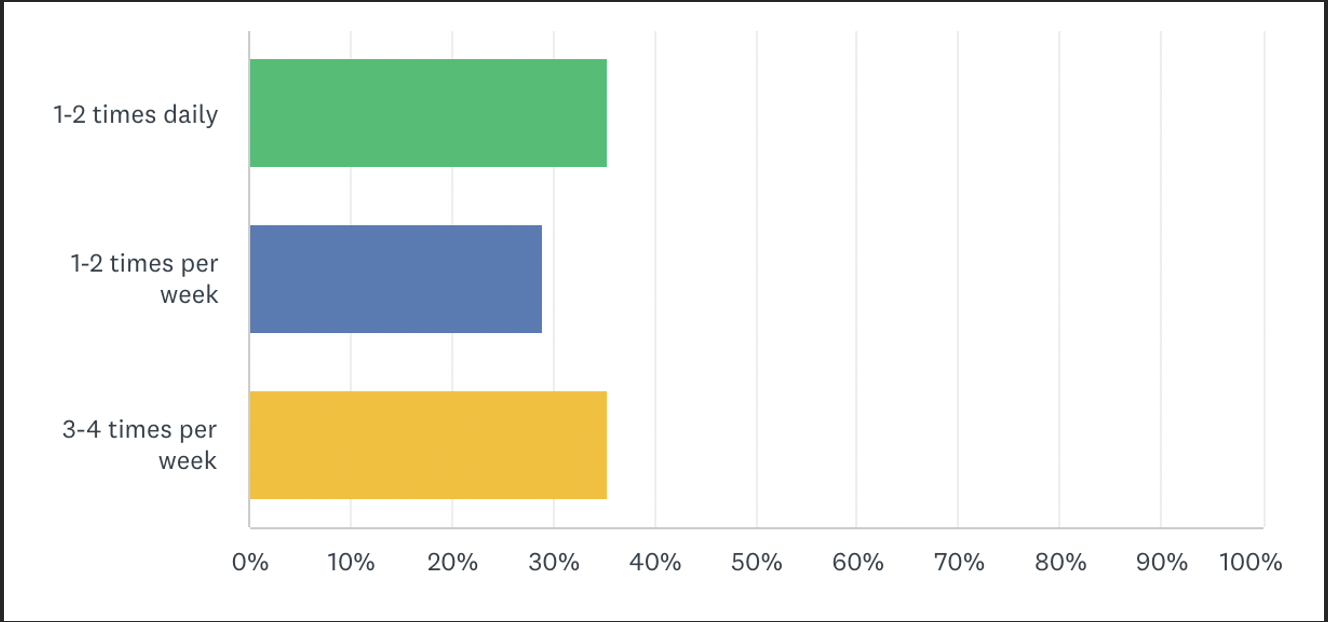 1-2 times daily
1-2 times per
week
3-4 times per
week
0% 10% 20% 30% 40% 50% 60% 70% 80% 90% 100%